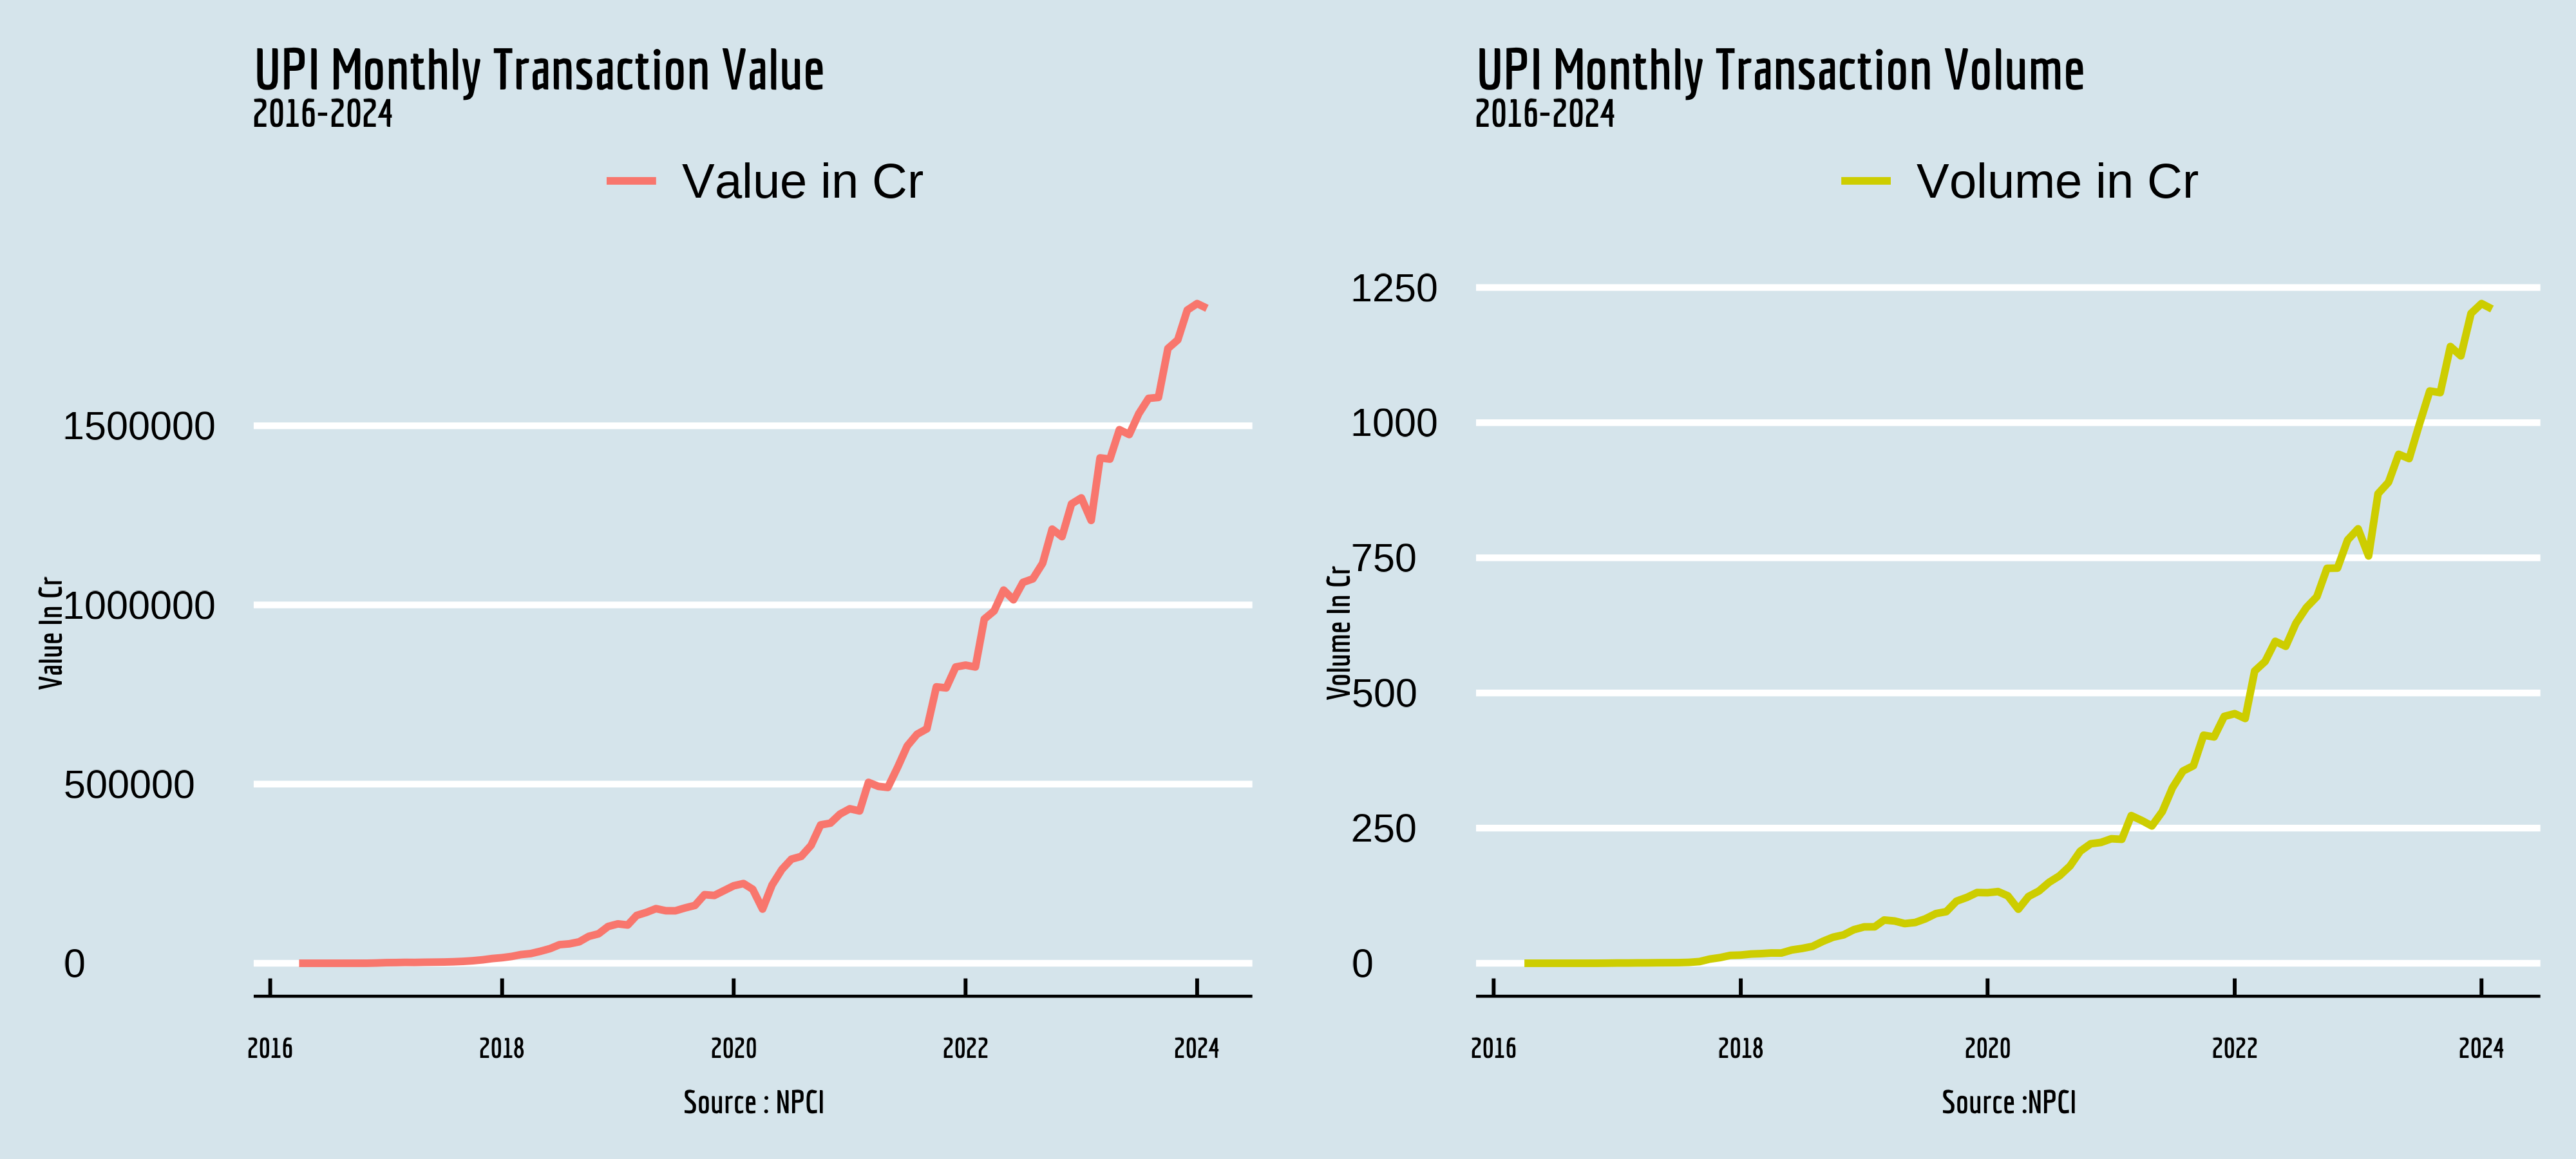 UPI Monthly Transaction Value
2016-2024
Value in Cr
1500000
1000000
500000
0
Value In Cr
2016 2018 2020 2022 2024
Source : NPCI
UPI Monthly Transaction Volume
2016-2024
Volume in Cr
1250
1000
750
500
250
0
Volume In Cr
2016 2018 2020 2022 2024
Source :NPCI